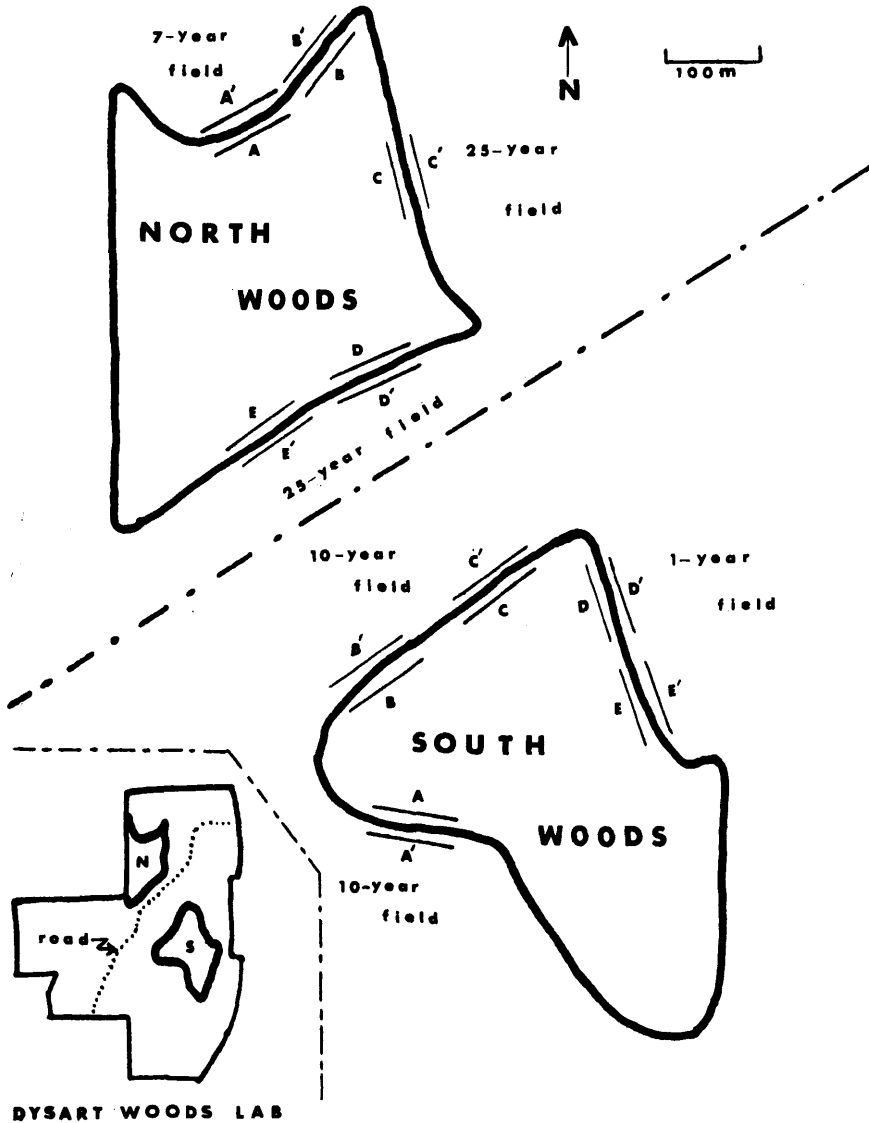 7-year
field
B'
B
A'
A
N
100m
C
C'
25-year
field
NORTH
WOODS
D
D'
E
E'
25-year field
10-year
field
C'
C
1-year
field
D
D'
B'
B
E
E'
SOUTH
WOODS
A
A'
10-year
field
N
road
S
DYSART WOODS LAB